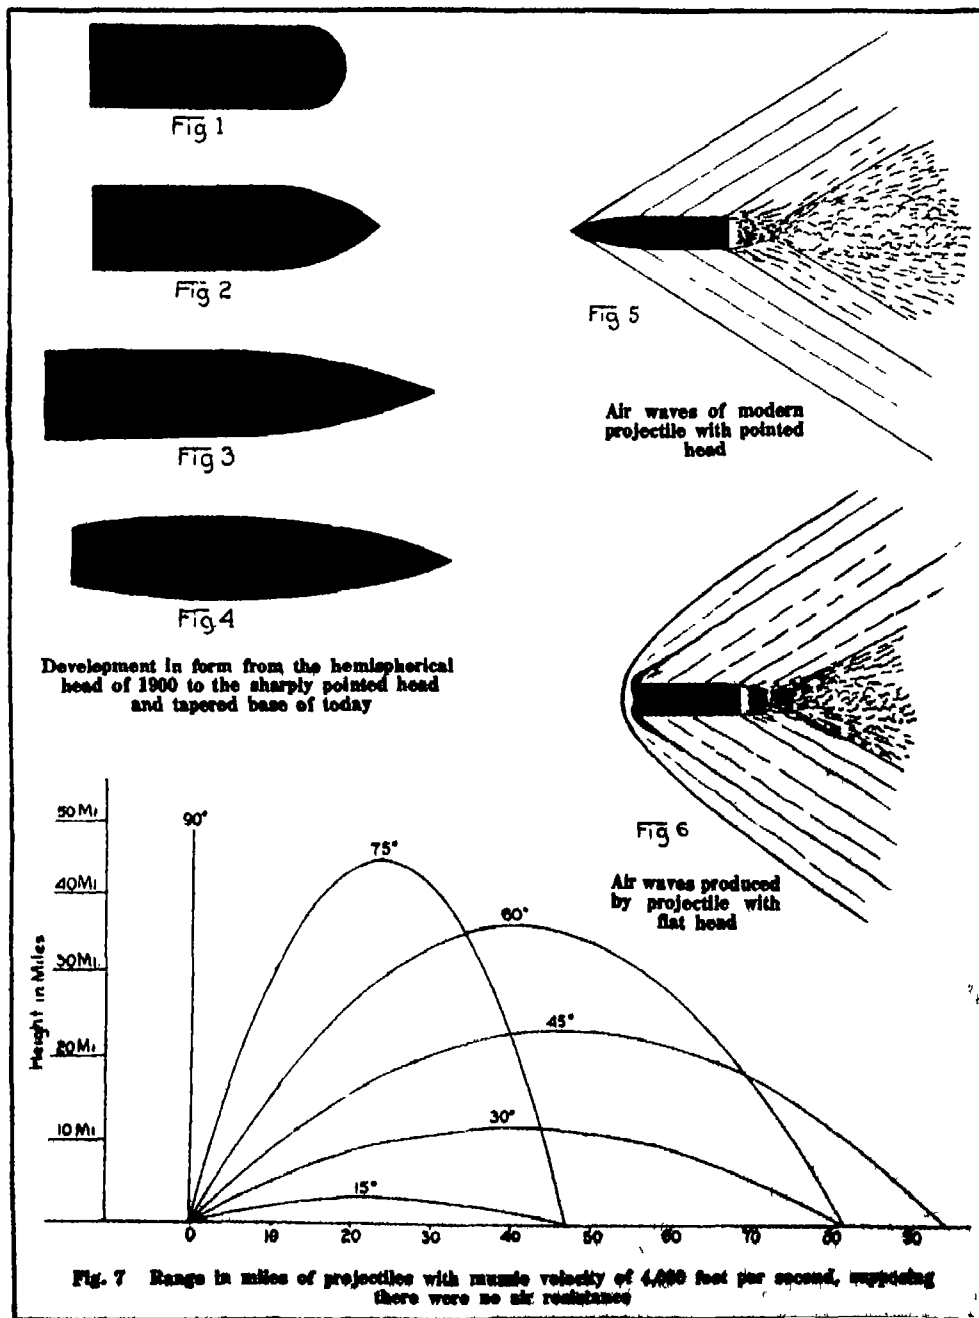 Fig 1
Fig 2
Fig 3
Fig 4
Development in form from the hemispherical
head of 1900 to the sharply pointed head
and tapered base of today
Fig 5
Air waves of modern
projectile with pointed
head
Fig 6
Air waves produced
by projectile with
flat head
Height in Miles
50 Mi
40 Mi
30 Mi.
20 Mi
10 Mi
90°
75°
60°
45°
30°
15°
0 10 20 30 40 50 60 70 80 90
Fig. 7 Range in miles of projectiles with muzzle velocity of 4,000 feet per second, supposing
there were no air resistance